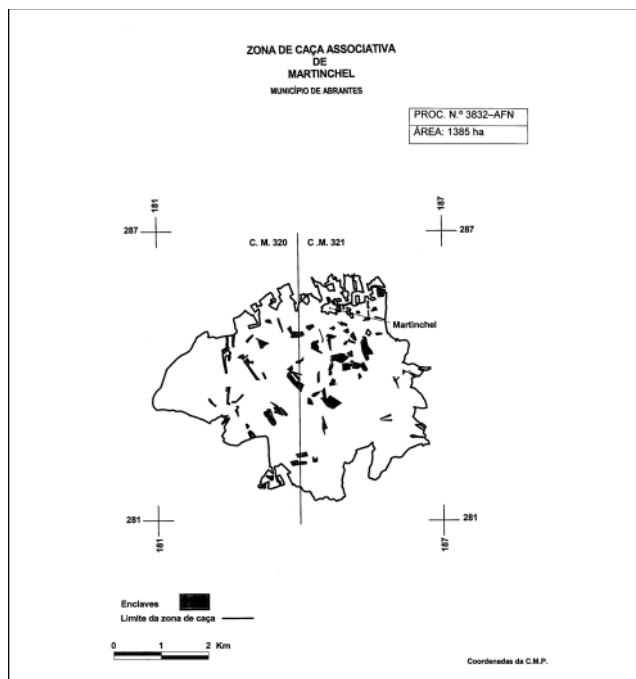 ZONA DE CAÇA ASSOCIATIVA
DE
MARTINCHEL
MUNICÍPIO DE ABRANTES
PROC. N.º 3832–AFN
ÁREA: 1385 ha
181
187
287
287
C. M. 320
C .M. 321
Martinchel
281
281
181
187
Enclaves
Limite da zona de caça
0 1 2 Km
Coordenadas da C.M.P.